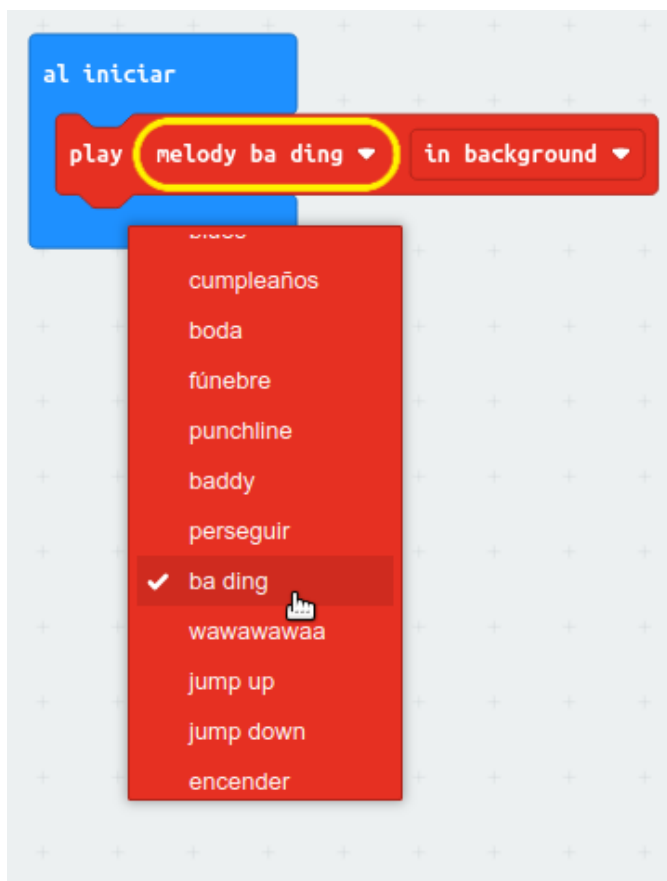 al iniciar
play melody ba ding in background
cumpleaños
boda
fúnebre
punchline
baddy
perseguir
ba ding
wawawawaa
jump up
jump down
encender